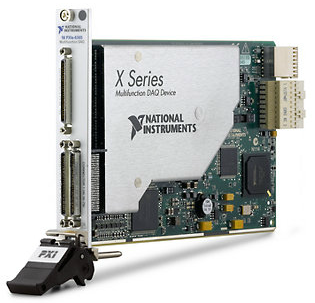 NATIONAL
INSTRUMENTS
X Series
Multifunction DAQ Device
NATIONAL
INSTRUMENTS
PXI